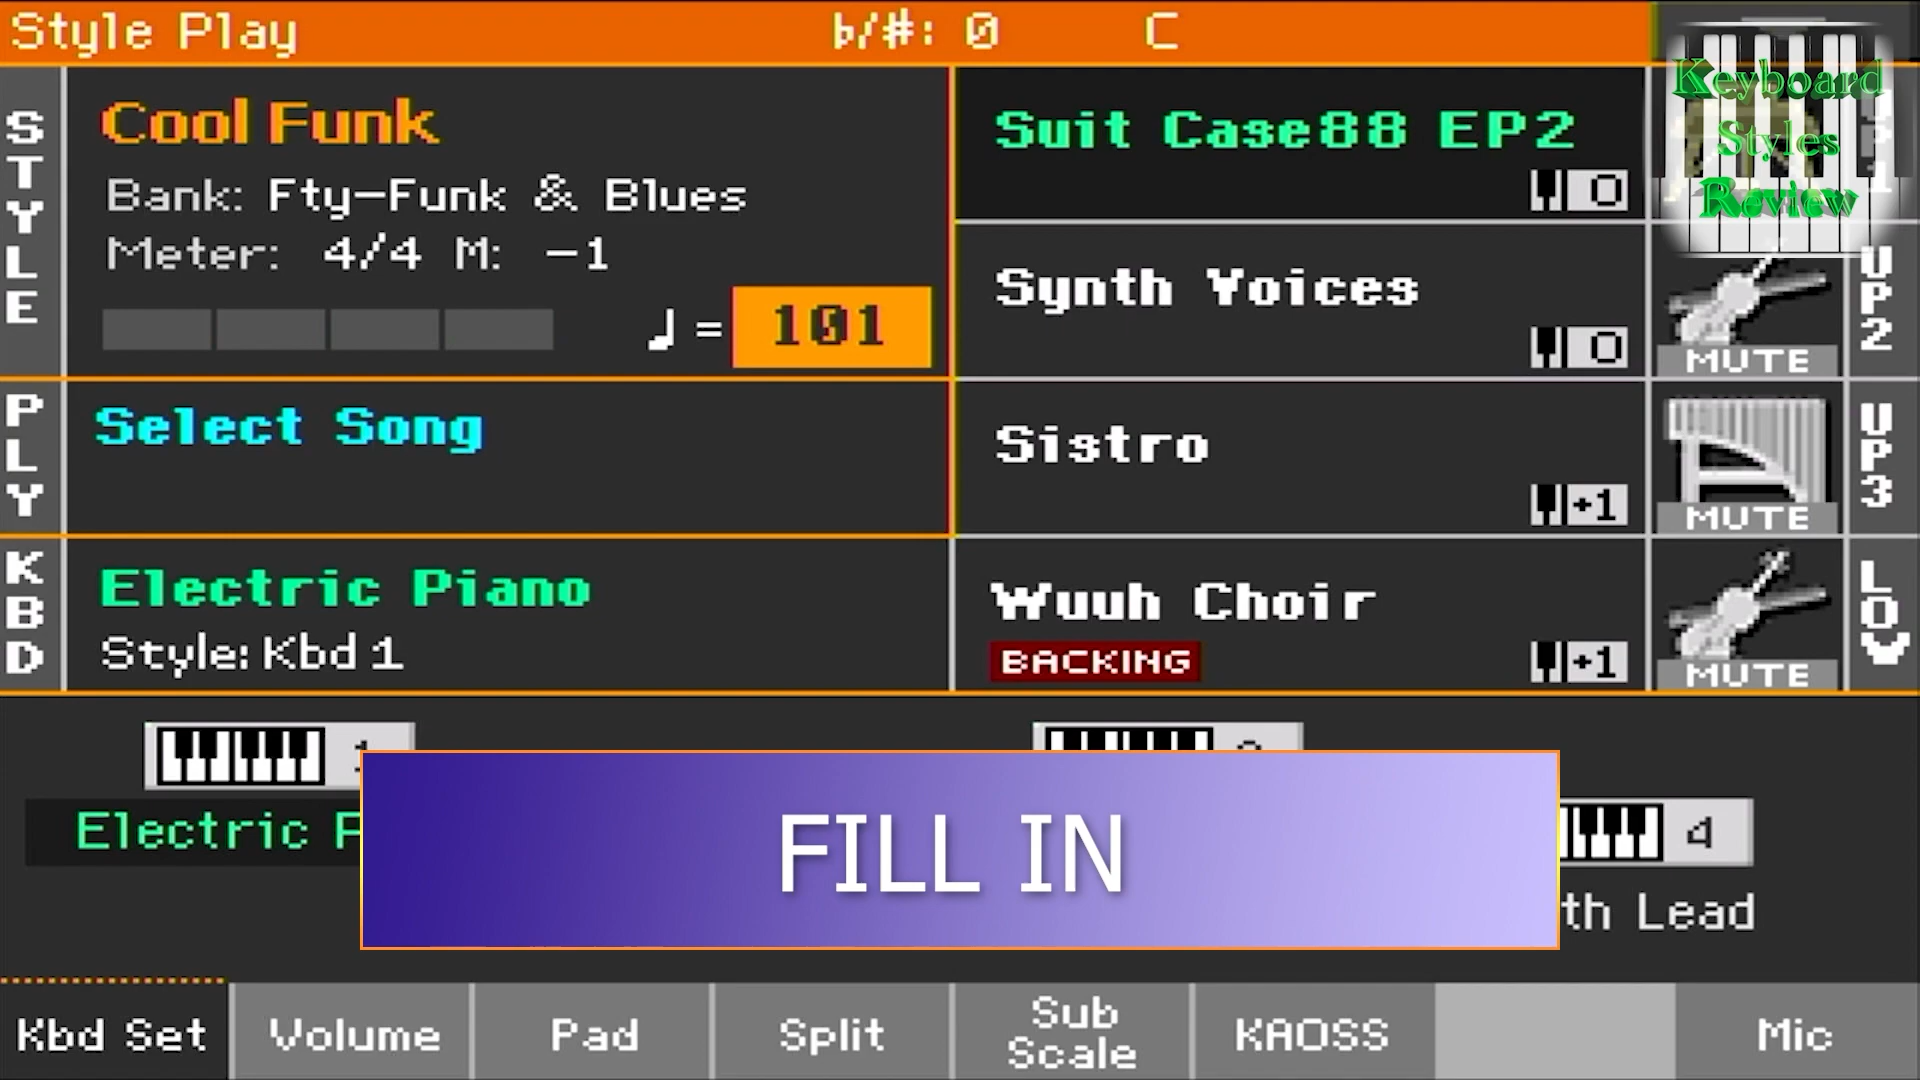 Style Play ♭/#: 0 C
Keyboard
Styles
Review
STYLE
Cool Funk
Bank: Fty-Funk & Blues
Meter: 4/4 M: -1
♩ = 101
PLY
Select Song
KBD
Electric Piano
Style: Kbd 1
Suit Case88 EP2
0
Synth Voices
0
MUTE
UP2
Sistro
+1
MUTE
UP3
Wuuh Choir
BACKING
+1
MUTE
LOW
Electric
4
th Lead
FILL IN
Kbd Set
Volume
Pad
Split
Sub
Scale
KAOSS
Mic